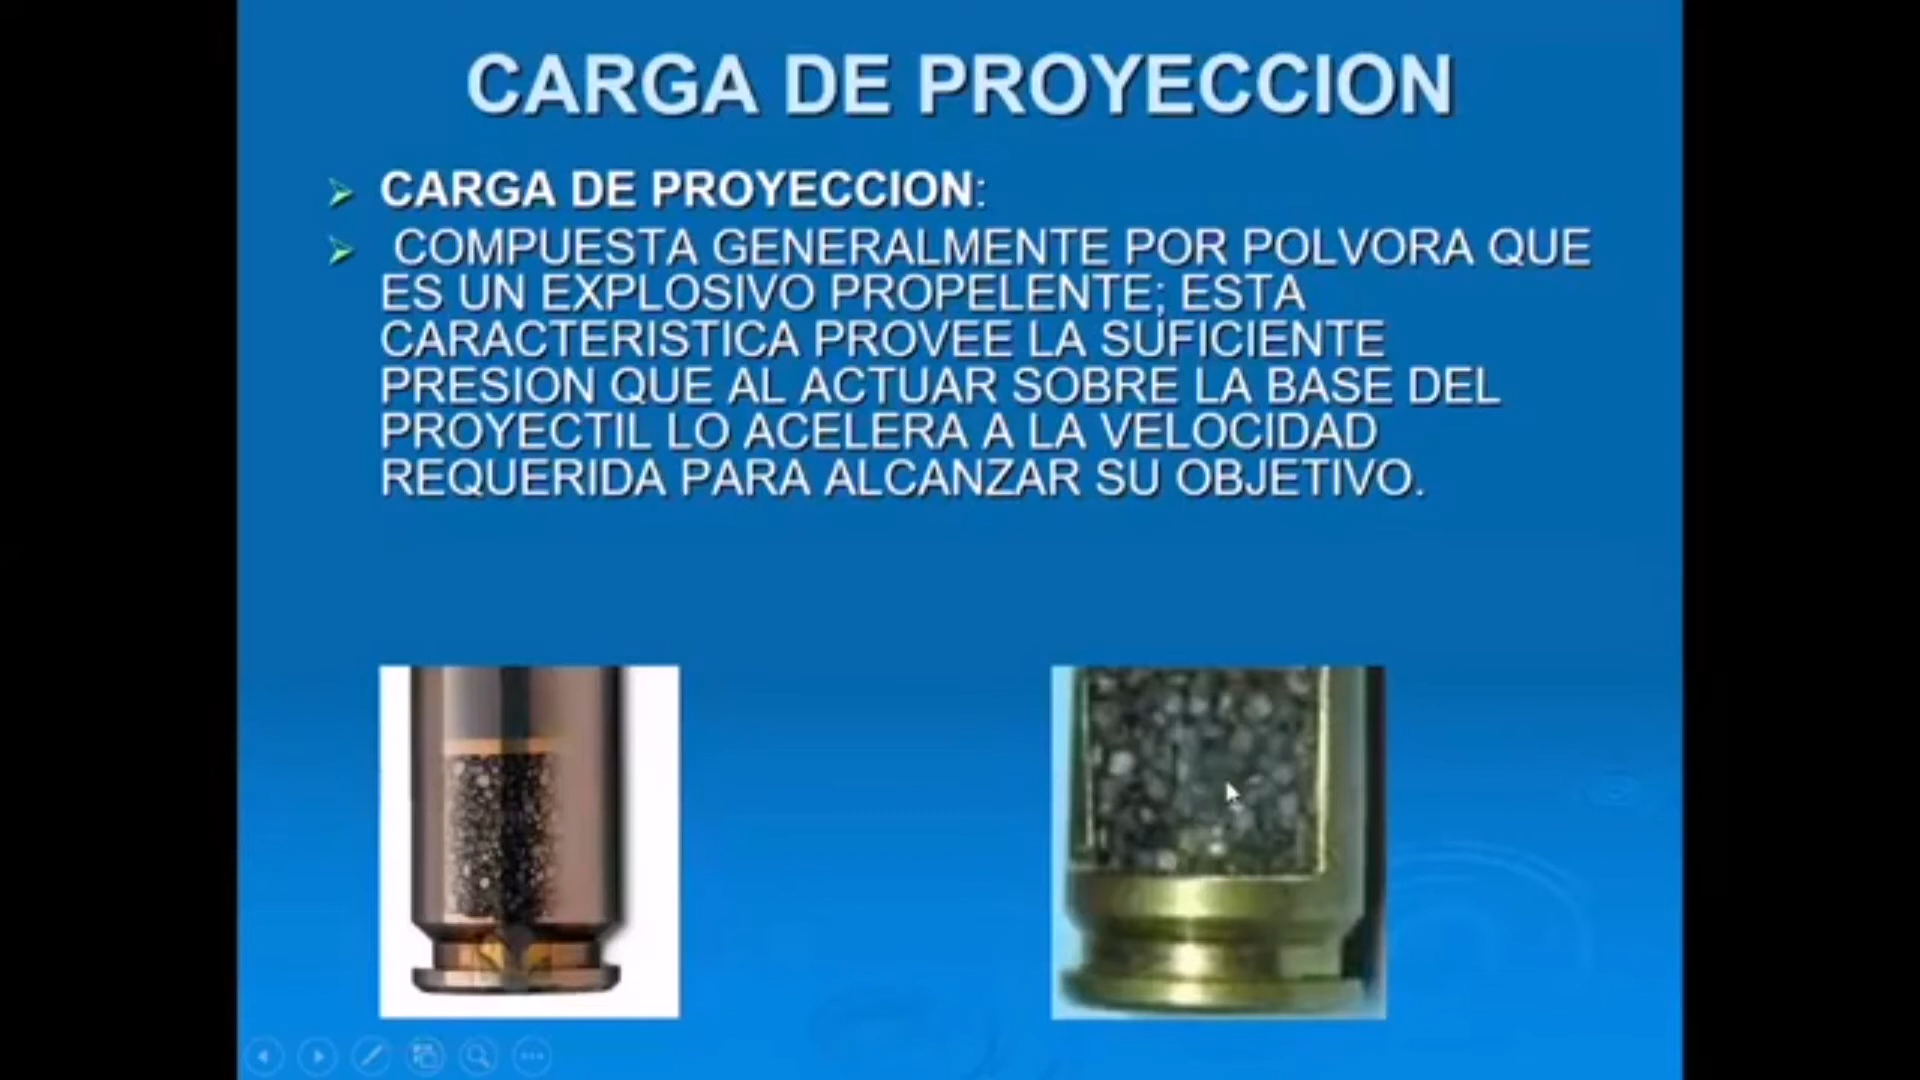 CARGA DE PROYECCION
CARGA DE PROYECCION:
COMPUESTA GENERALMENTE POR POLVORA QUE
ES UN EXPLOSIVO PROPELENTE; ESTA
CARACTERISTICA PROVEE LA SUFICIENTE
PRESION QUE AL ACTUAR SOBRE LA BASE DEL
PROYECTIL LO ACELERA A LA VELOCIDAD
REQUERIDA PARA ALCANZAR SU OBJETIVO.